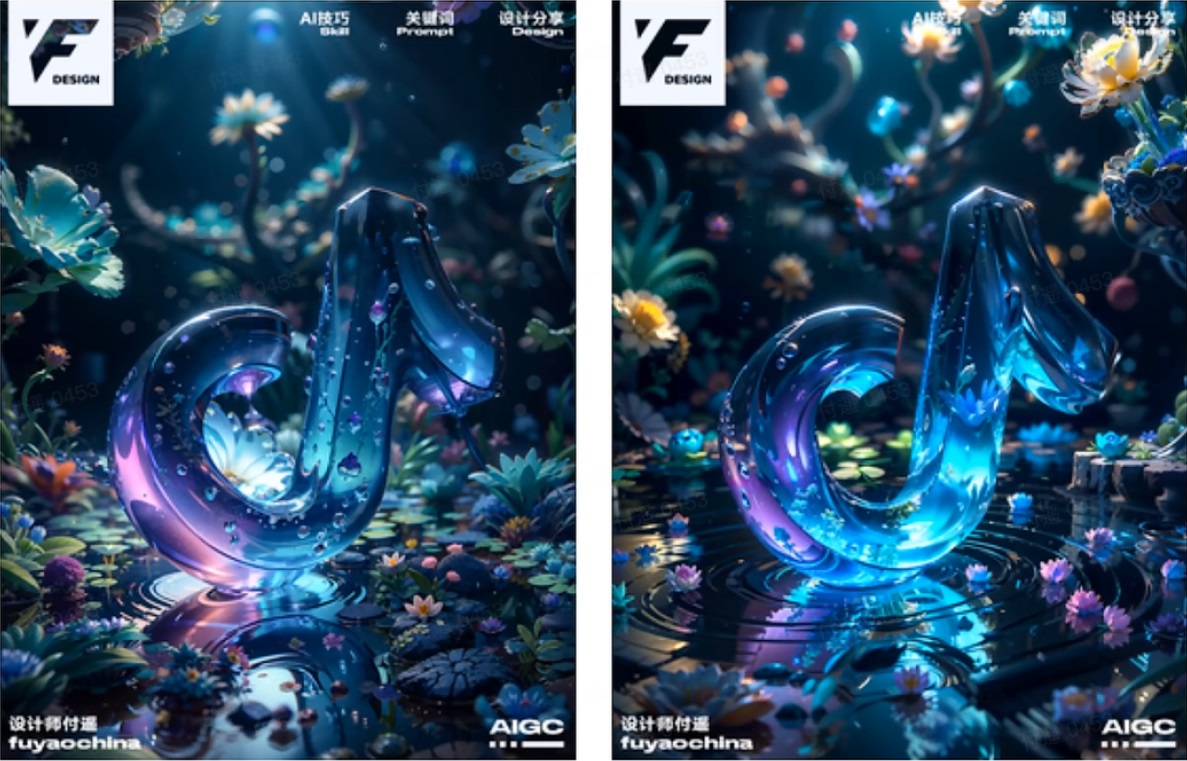 YF
DESIGN
AI技巧 关键词 设计分享
Skill Prompt Design
设计师付遥
fuyaochina
AIGC
YF
DESIGN
AI技巧 关键词 设计分享
Skill Prompt Design
设计师付遥
fuyaochina
AIGC